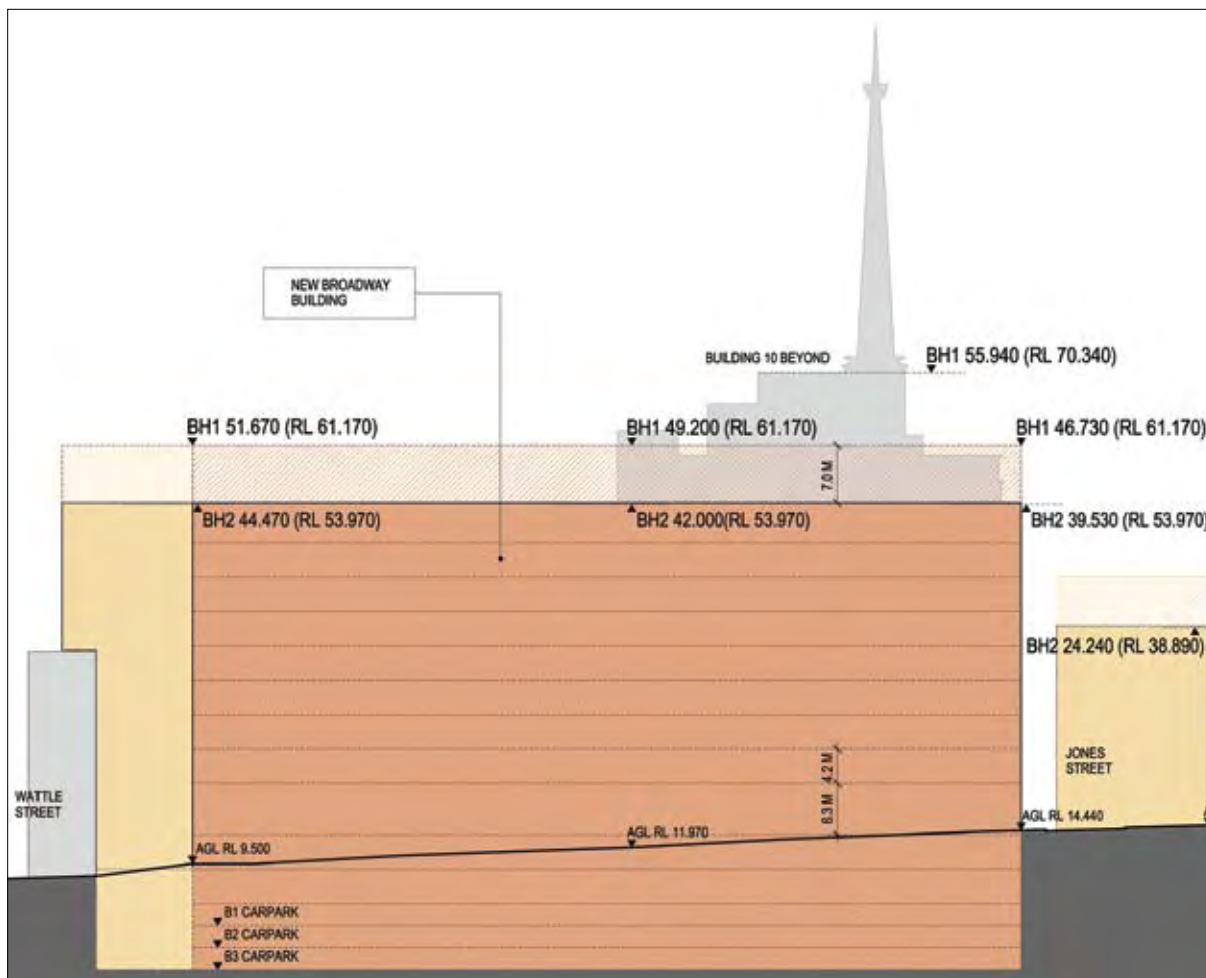 NEW BROADWAY
BUILDING
BUILDING 10 BEYOND
BH1 55.940 (RL 70.340)
BH1 51.670 (RL 61.170)
BH1 49.200 (RL 61.170)
BH1 46.730 (RL 61.170)
7.0 M
BH2 44.470 (RL 53.970)
BH2 42.000(RL 53.970)
BH2 39.530 (RL 53.970)
BH2 24.240 (RL 38.890)
4.2 M
JONES
STREET
WATTLE
STREET
6.3 M
AGL RL 14.440
AGL RL 11.970
AGL RL 9.500
B1 CARPARK
B2 CARPARK
B3 CARPARK